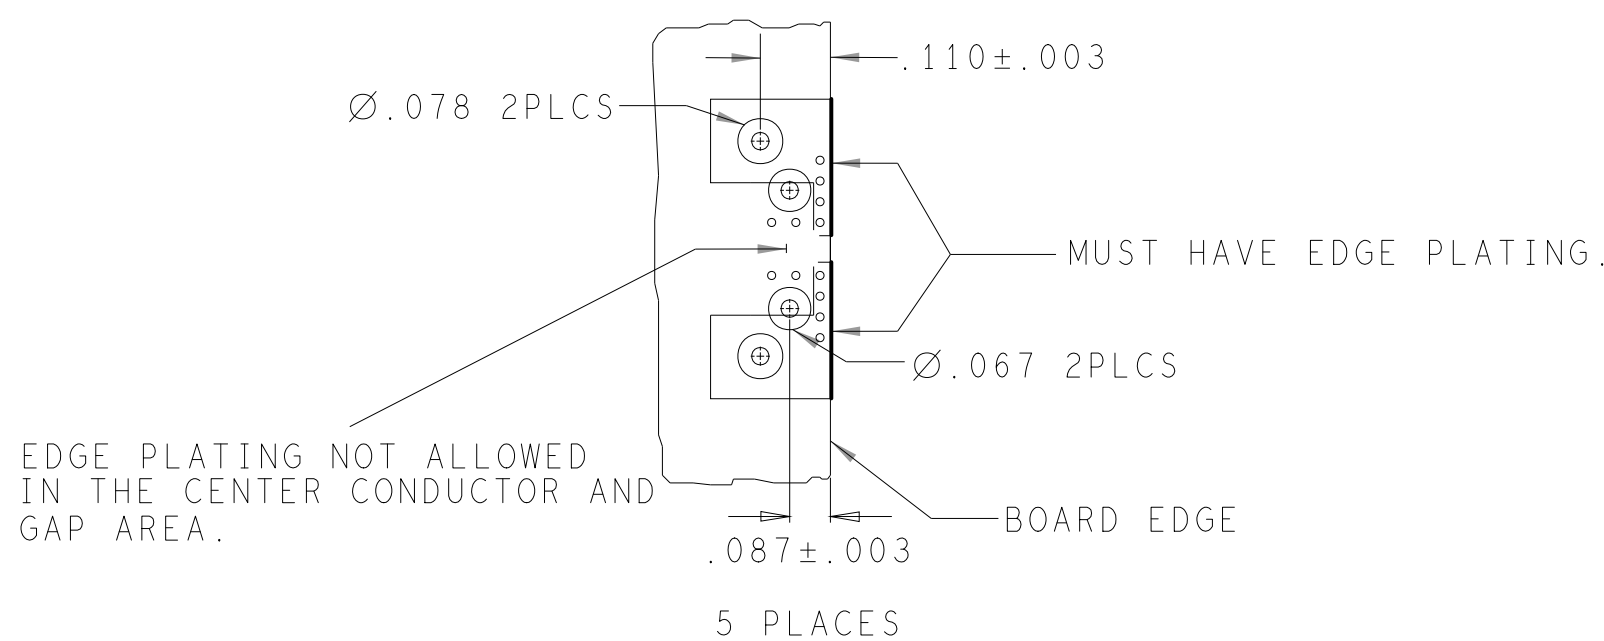 .110±.003
Ø.078 2PLCS
MUST HAVE EDGE PLATING.
Ø.067 2PLCS
EDGE PLATING NOT ALLOWED
IN THE CENTER CONDUCTOR AND
GAP AREA.
BOARD EDGE
.087±.003
5 PLACES